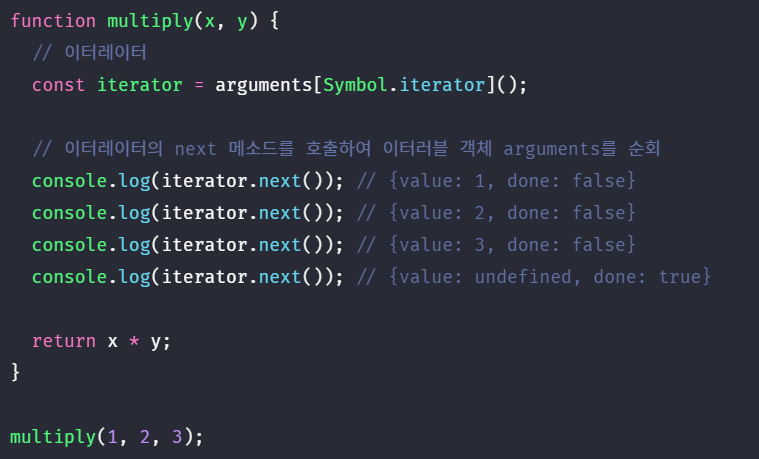 function multiply(x, y) {
  // 이터레이터
  const iterator = arguments[Symbol.iterator]();

  // 이터레이터의 next 메소드를 호출하여 이터러블 객체 arguments를 순회
  console.log(iterator.next()); // {value: 1, done: false}
  console.log(iterator.next()); // {value: 2, done: false}
  console.log(iterator.next()); // {value: 3, done: false}
  console.log(iterator.next()); // {value: undefined, done: true}

  return x * y;
}

multiply(1, 2, 3);